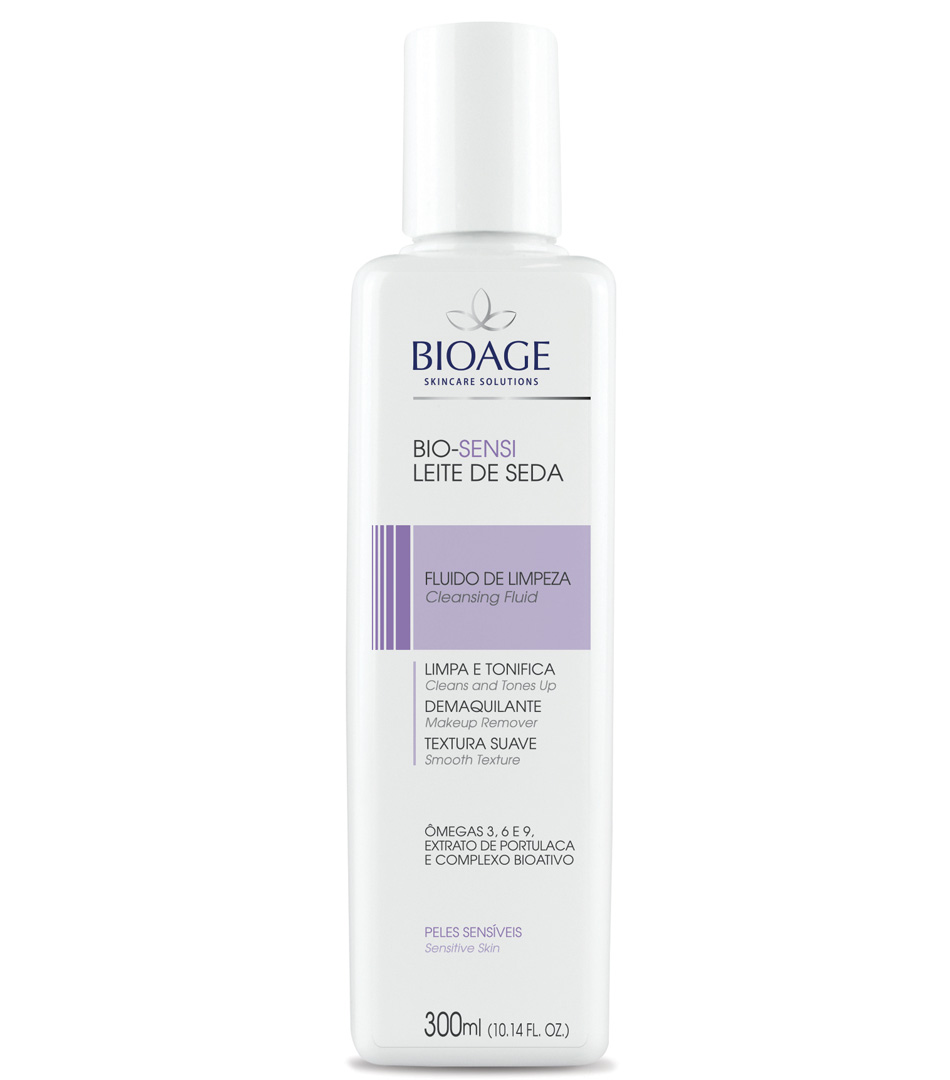 BIOAGE
SKINCARE SOLUTIONS
BIO-SENSI
LEITE DE SEDA
FLUIDO DE LIMPEZA
Cleansing Fluid
LIMPA E TONIFICA
Cleans and Tones Up
DEMAQUILANTE
Makeup Remover
TEXTURA SUAVE
Smooth Texture
ÔMEGAS 3, 6 E 9,
EXTRATO DE PORTULACA
E COMPLEXO BIOATIVO
PELES SENSÍVEIS
Sensitive Skin
300ml (10.14 FL. OZ.)